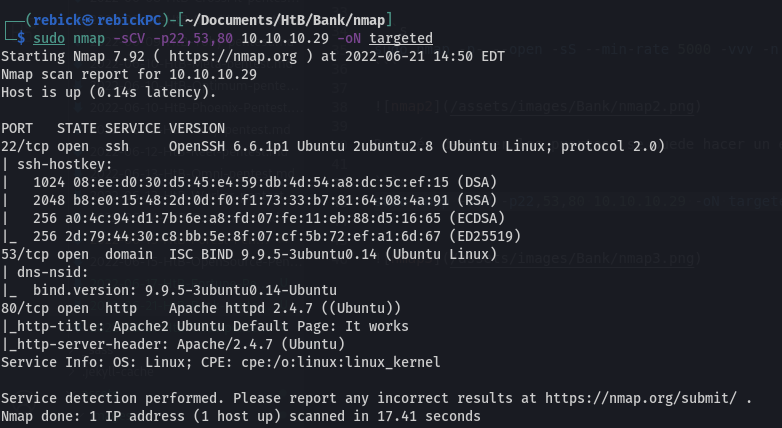 ┌──(rebick㉿rebickPC)-[~/Documents/HtB/Bank/nmap]
└─$ sudo nmap -sCV -p22,53,80 10.10.10.29 -oN targeted
Starting Nmap 7.92 ( https://nmap.org ) at 2022-06-21 14:50 EDT
Nmap scan report for 10.10.10.29
Host is up (0.14s latency).

PORT   STATE SERVICE VERSION
22/tcp open  ssh     OpenSSH 6.6.1p1 Ubuntu 2ubuntu2.8 (Ubuntu Linux; protocol 2.0)
| ssh-hostkey:
|   1024 08:ee:d0:30:d5:45:e4:59:db:4d:54:a8:dc:5c:ef:15 (DSA)
|   2048 b8:e0:15:48:2d:0d:f0:f1:73:33:b7:81:64:08:4a:91 (RSA)
|   256 a0:4c:94:d1:7b:6e:a8:fd:07:fe:11:eb:88:d5:16:65 (ECDSA)
|_  256 2d:79:44:30:c8:bb:5e:8f:07:cf:5b:72:ef:a1:6d:67 (ED25519)
53/tcp open  domain  ISC BIND 9.9.5-3ubuntu0.14 (Ubuntu Linux)
| dns-nsid:
|_  bind.version: 9.9.5-3ubuntu0.14-Ubuntu
80/tcp open  http    Apache httpd 2.4.7 ((Ubuntu))
|_http-title: Apache2 Ubuntu Default Page: It works
|_http-server-header: Apache/2.4.7 (Ubuntu)
Service Info: OS: Linux; CPE: cpe:/o:linux:linux_kernel

Service detection performed. Please report any incorrect results at https://nmap.org/submit/ .
Nmap done: 1 IP address (1 host up) scanned in 17.41 seconds